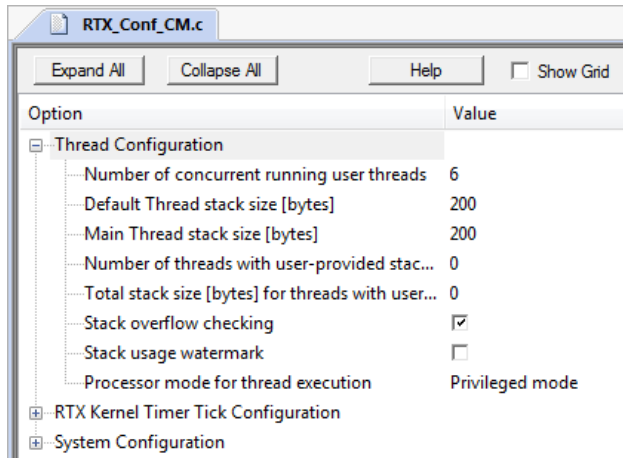 RTX_Conf_CM.c
Expand All Collapse All Help Show Grid
Option Value
Thread Configuration
Number of concurrent running user threads 6
Default Thread stack size [bytes] 200
Main Thread stack size [bytes] 200
Number of threads with user-provided stac... 0
Total stack size [bytes] for threads with user... 0
Stack overflow checking
Stack usage watermark
Processor mode for thread execution Privileged mode
RTX Kernel Timer Tick Configuration
System Configuration